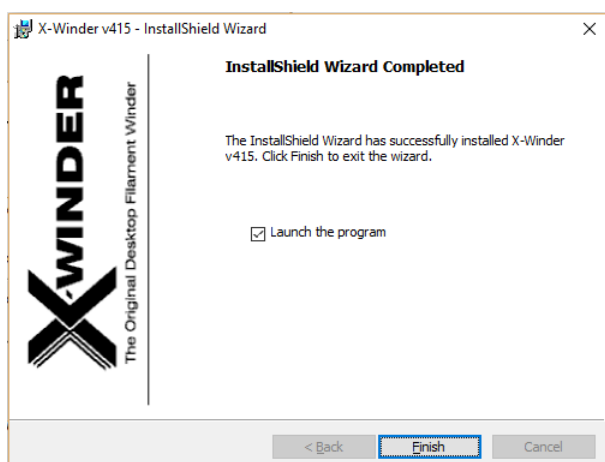 X-Winder v415 - InstallShield Wizard
X-WINDER
The Original Desktop Filament Winder
InstallShield Wizard Completed
The InstallShield Wizard has successfully installed X-Winder
v415. Click Finish to exit the wizard.
Launch the program
< Back
Finish
Cancel